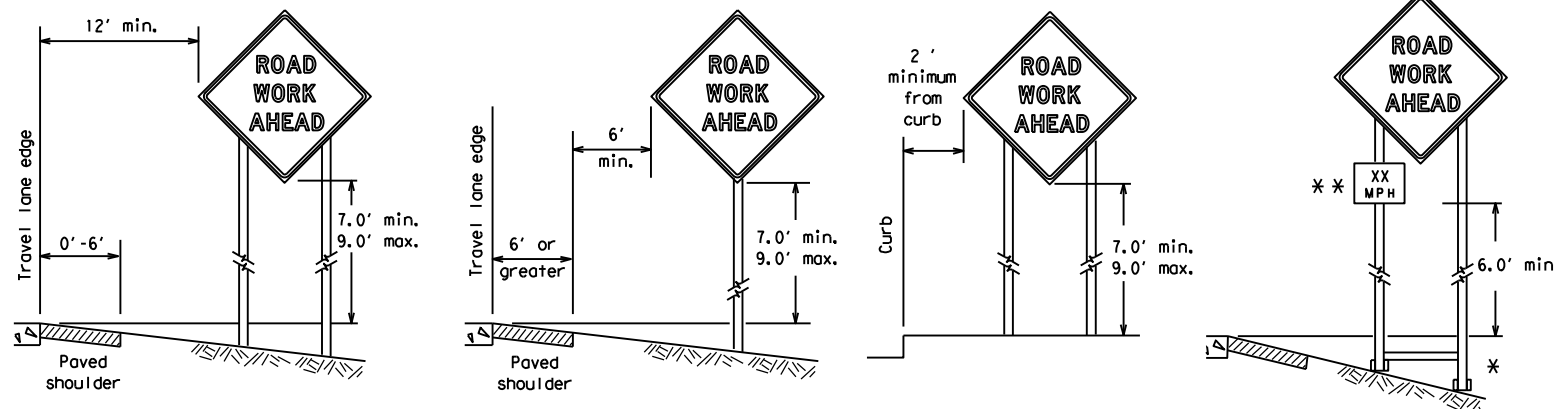 12' min.
Travel lane edge
0'-6'
Paved
shoulder
ROAD
WORK
AHEAD
7.0' min.
9.0' max.
Travel lane edge
6' or
greater
6'
min.
Paved
shoulder
ROAD
WORK
AHEAD
7.0' min.
9.0' max.
2 '
minimum
from
curb
Curb
ROAD
WORK
AHEAD
7.0' min.
9.0' max.
ROAD
WORK
AHEAD
* *
XX
MPH
6.0' min
*